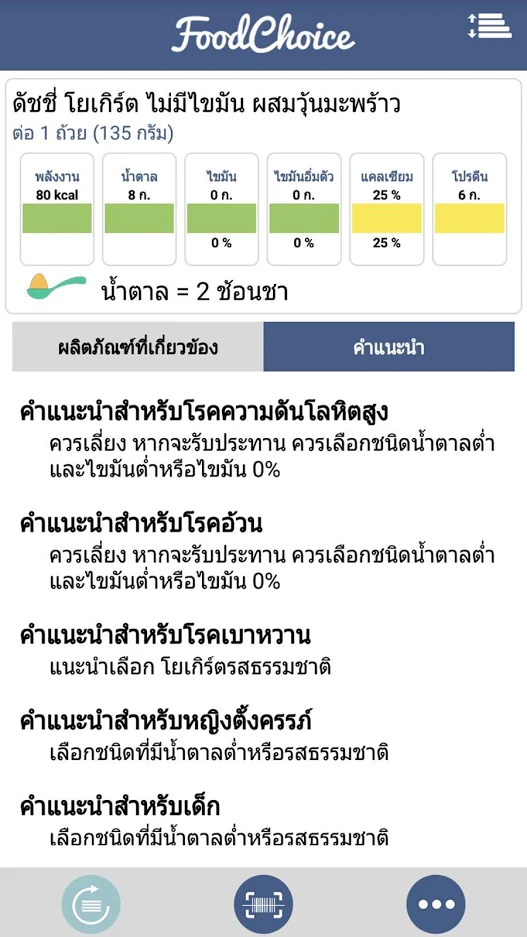 FoodChoice
ดัชชี่ โยเกิร์ต ไม่มีไขมัน ผสมวุ้นมะพร้าว
ต่อ 1 ถ้วย (135 กรัม)
พลังงาน น้ำตาล ไขมัน ไขมันอิ่มตัว แคลเซียม โปรตีน
80 kcal 8 ก. 0 ก. 0 ก. 25 % 6 ก.
0 % 0 % 25 %
น้ำตาล = 2 ช้อนชา
ผลิตภัณฑ์ที่เกี่ยวข้อง คำแนะนำ
คำแนะนำสำหรับโรคความดันโลหิตสูง
ควรเลี่ยง หากจะรับประทาน ควรเลือกชนิดน้ำตาลต่ำ
และไขมันต่ำหรือไขมัน 0%
คำแนะนำสำหรับโรคอ้วน
ควรเลี่ยง หากจะรับประทาน ควรเลือกชนิดน้ำตาลต่ำ
และไขมันต่ำหรือไขมัน 0%
คำแนะนำสำหรับโรคเบาหวาน
แนะนำเลือก โยเกิร์ตรสธรรมชาติ
คำแนะนำสำหรับหญิงตั้งครรภ์
เลือกชนิดที่มีน้ำตาลต่ำหรือรสธรรมชาติ
คำแนะนำสำหรับเด็ก
เลือกชนิดที่มีน้ำตาลต่ำหรือรสธรรมชาติ